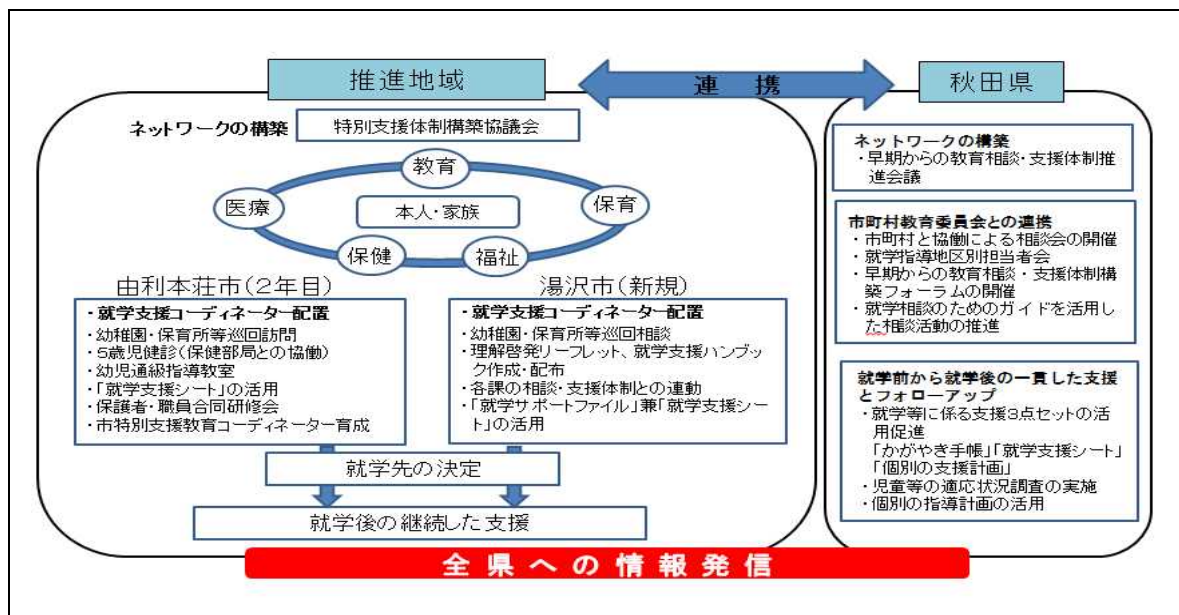 推進地域
連 携
秋田県
ネットワークの構築
特別支援体制構築協議会
教育
医療
保育
本人・家族
保健
福祉
由利本荘市(2年目)
・就学支援コーディネーター配置
・幼稚園・保育所等巡回訪問
・5歳児健診(保健部局との協働)
・幼児通級指導教室
・「就学支援シート」の活用
・保護者・職員合同研修会
・市特別支援教育コーディネーター育成
湯沢市(新規)
・就学支援コーディネーター配置
・幼稚園・保育所等巡回相談
・理解啓発リーフレット、就学支援ハンブッ
ク作成・配布
・各課の相談・支援体制との連動
・「就学サポートファイル」兼「就学支援シー
ト」の活用
就学先の決定
就学後の継続した支援
ネットワークの構築
・早期からの教育相談・支援体制推
進会議
市町村教育委員会との連携
・市町村と協働による相談会の開催
・就学指導地区別担当者会
・早期からの教育相談・支援体制構
築フォーラムの開催
・就学相談のためのガイドを活用し
た相談活動の推進
就学前から就学後の一貫した支援
とフォローアップ
・就学等に係る支援3点セットの活
用促進
「かがやき手帳」「就学支援シート」
「個別の支援計画」
・児童等の適応状況調査の実施
・個別の指導計画の活用
全県への情報発信